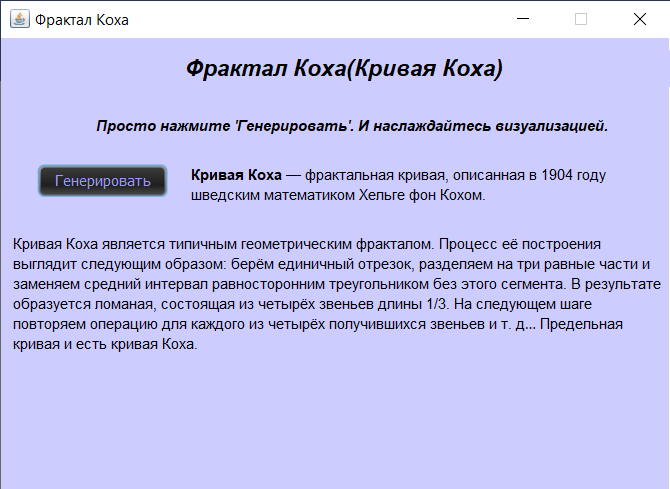 Фрактал Коха
Фрактал Коха(Кривая Коха)
Просто нажмите 'Генерировать'. И наслаждайтесь визуализацией.
Генерировать
Кривая Коха — фрактальная кривая, описанная в 1904 году
шведским математиком Хельге фон Кохом.
Кривая Коха является типичным геометрическим фракталом. Процесс её построения
выглядит следующим образом: берём единичный отрезок, разделяем на три равные части и
заменяем средний интервал равносторонним треугольником без этого сегмента. В результате
образуется ломаная, состоящая из четырёх звеньев длины 1/3. На следующем шаге
повторяем операцию для каждого из четырёх получившихся звеньев и т. д... Предельная
кривая и есть кривая Коха.